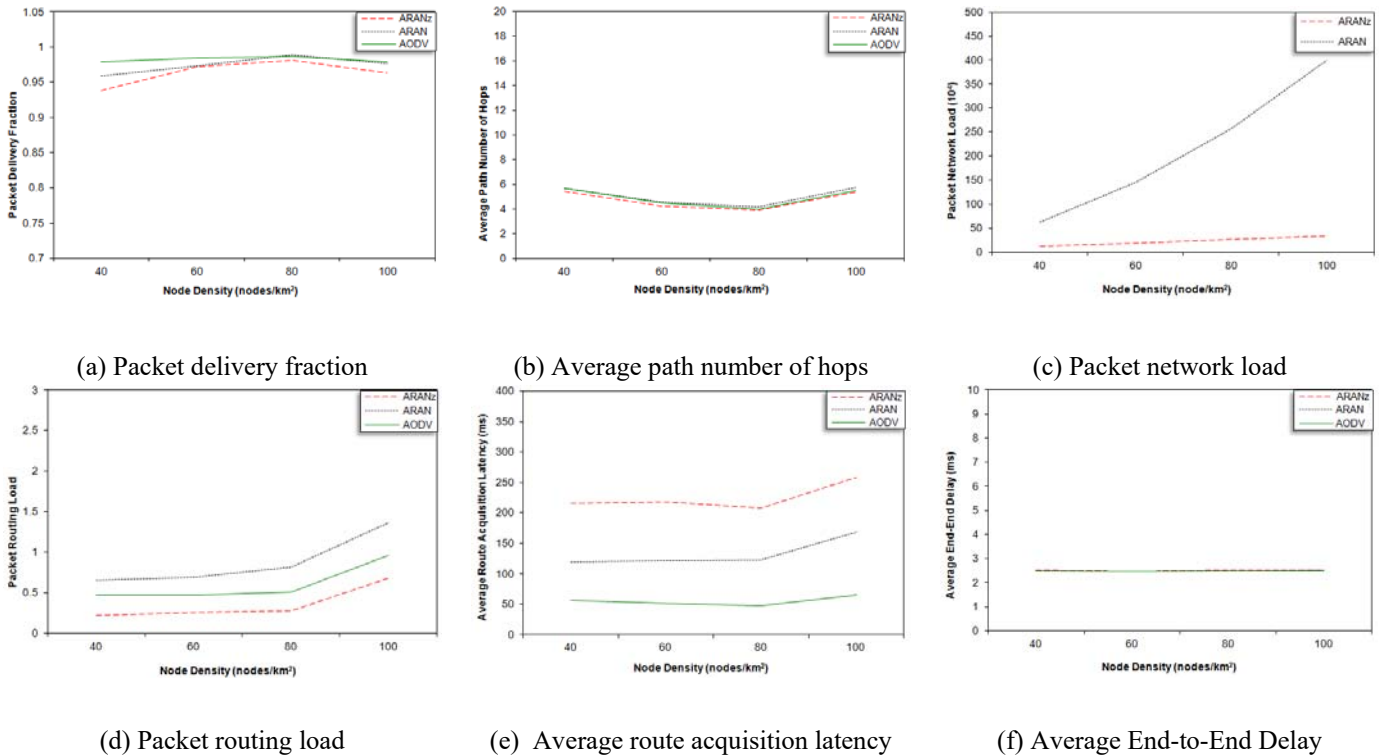 1.05
1
0.95
0.9
0.85
0.8
0.75
0.7
40 60 80 100
Packet Delivery Fraction
Node Density (nodes/km²)
ARANz
ARAN
AODV
(a) Packet delivery fraction
20
18
16
14
12
10
8
6
4
2
0
40 60 80 100
Average Path Number of Hops
Node Density (nodes/km²)
ARANz
ARAN
AODV
(b) Average path number of hops
500
450
400
350
300
250
200
150
100
50
0
40 60 80 100
Node Density (node/km²)
ARANz
ARAN
(c) Packet network load
3
2.5
2
1.5
1
0.5
0
40 60 80 100
Packet Routing Load
Node Density (nodes/km²)
ARANz
ARAN
AODV
(d) Packet routing load
400
350
300
250
200
150
100
50
0
40 60 80 100
Average Route Acquisition Latency (ms)
Node Density (nodes/km²)
ARANz
ARAN
AODV
(e) Average route acquisition latency
10
9
8
7
6
5
4
3
2
1
0
40 60 80 100
Average End-End Delay (ms)
Node Density (nodes/km²)
ARANz
ARAN
AODV
(f) Average End-to-End Delay